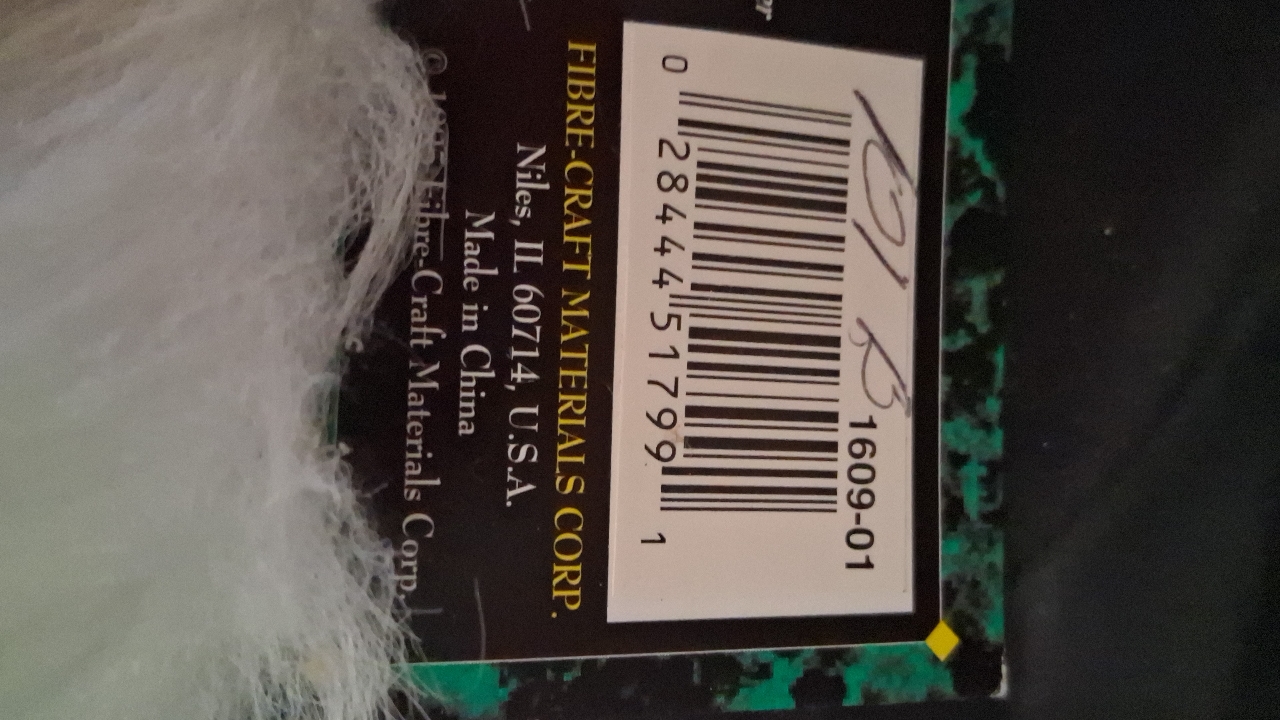 1609-01
0 28444 51799 1
FIBRE-CRAFT MATERIALS CORP.
Niles, IL 60714, U.S.A.
Made in China
© Fibre-Craft Materials Corp.